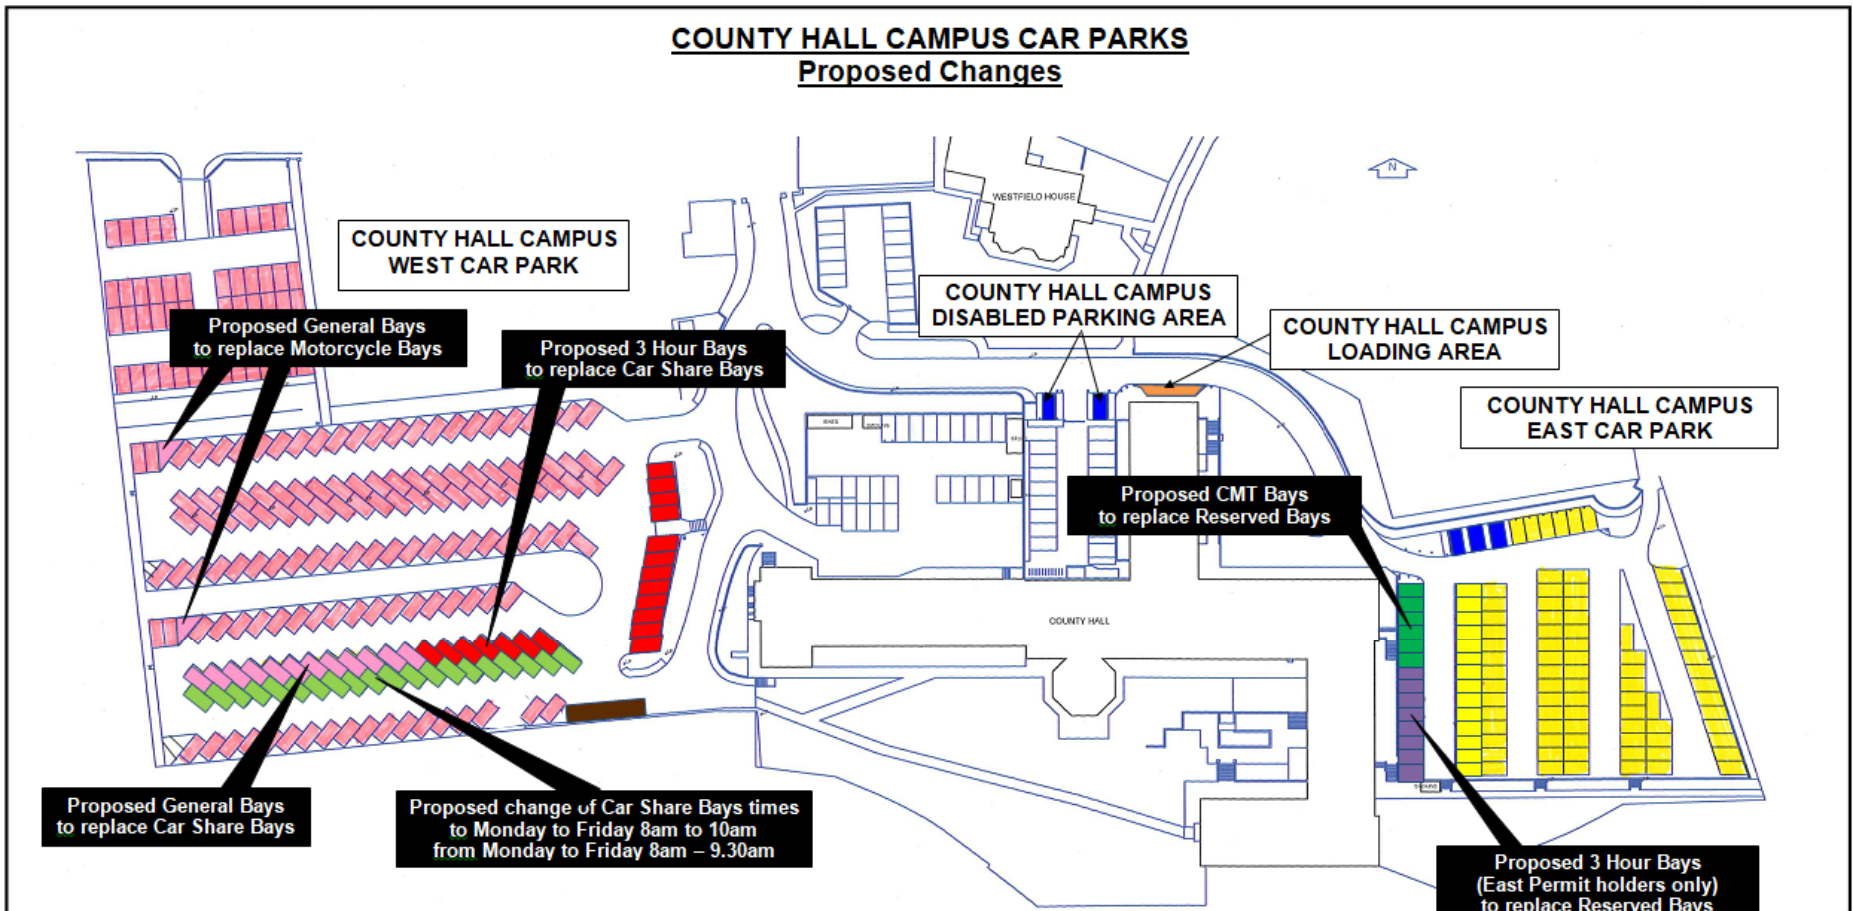 COUNTY HALL CAMPUS CAR PARKS
Proposed Changes
N
WESTFIELD HOUSE
COUNTY HALL CAMPUS
WEST CAR PARK
COUNTY HALL CAMPUS
DISABLED PARKING AREA
COUNTY HALL CAMPUS
LOADING AREA
COUNTY HALL CAMPUS
EAST CAR PARK
Proposed General Bays
to replace Motorcycle Bays
Proposed 3 Hour Bays
to replace Car Share Bays
Proposed CMT Bays
to replace Reserved Bays
COUNTY HALL
Proposed General Bays
to replace Car Share Bays
Proposed change of Car Share Bays times
to Monday to Friday 8am to 10am
from Monday to Friday 8am – 9.30am
Proposed 3 Hour Bays
(East Permit holders only)
to replace Reserved Bays